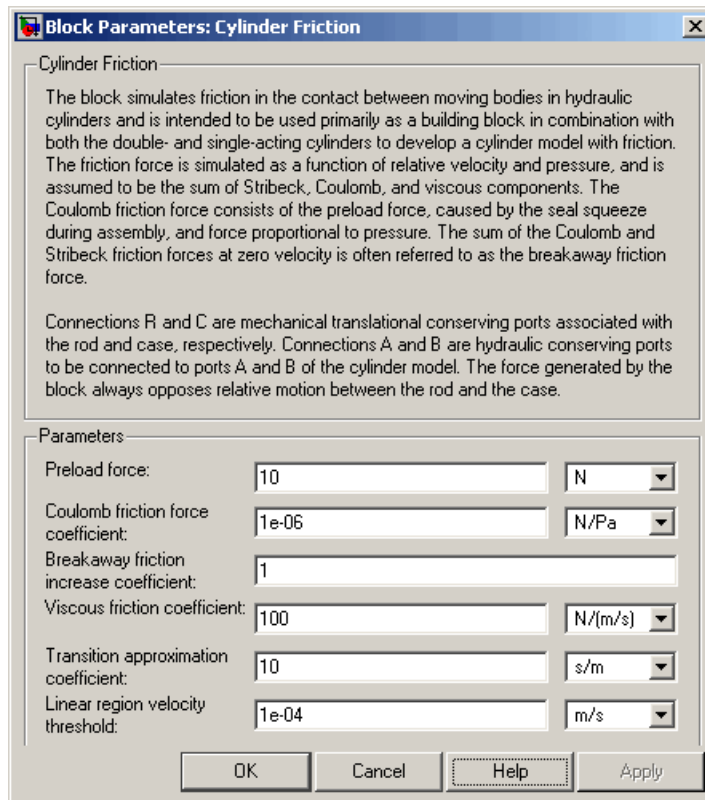 Block Parameters: Cylinder Friction
Cylinder Friction
The block simulates friction in the contact between moving bodies in hydraulic
cylinders and is intended to be used primarily as a building block in combination with
both the double- and single-acting cylinders to develop a cylinder model with friction.
The friction force is simulated as a function of relative velocity and pressure, and is
assumed to be the sum of Stribeck, Coulomb, and viscous components. The
Coulomb friction force consists of the preload force, caused by the seal squeeze
during assembly, and force proportional to pressure. The sum of the Coulomb and
Stribeck friction forces at zero velocity is often referred to as the breakaway friction
force.
Connections R and C are mechanical translational conserving ports associated with
the rod and case, respectively. Connections A and B are hydraulic conserving ports
to be connected to ports A and B of the cylinder model. The force generated by the
block always opposes relative motion between the rod and the case.
Parameters
Preload force: 10 N
Coulomb friction force
coefficient: 1e-06 N/Pa
Breakaway friction
increase coefficient: 1
Viscous friction coefficient: 100 N/(m/s)
Transition approximation
coefficient: 10 s/m
Linear region velocity
threshold: 1e-04 m/s
OK Cancel Help Apply